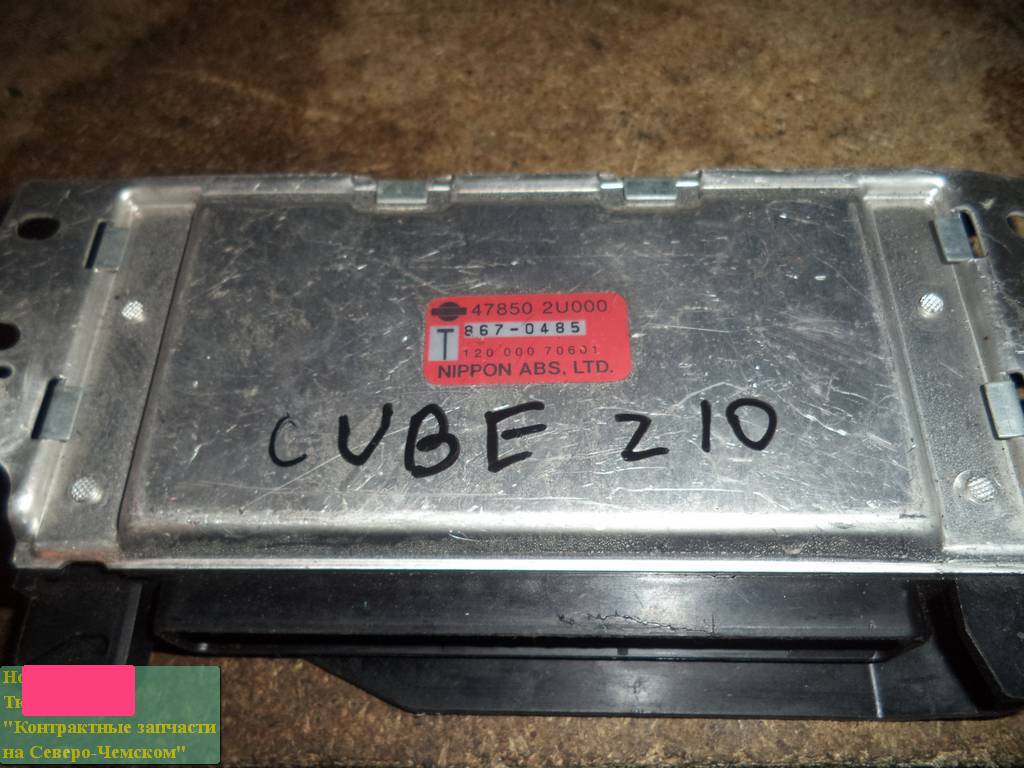 47850 2U000
T 867-0485
120 000 70601
NIPPON ABS, LTD.
CUBE Z10
"Контрактные запчасти
на Северо-Чемском"